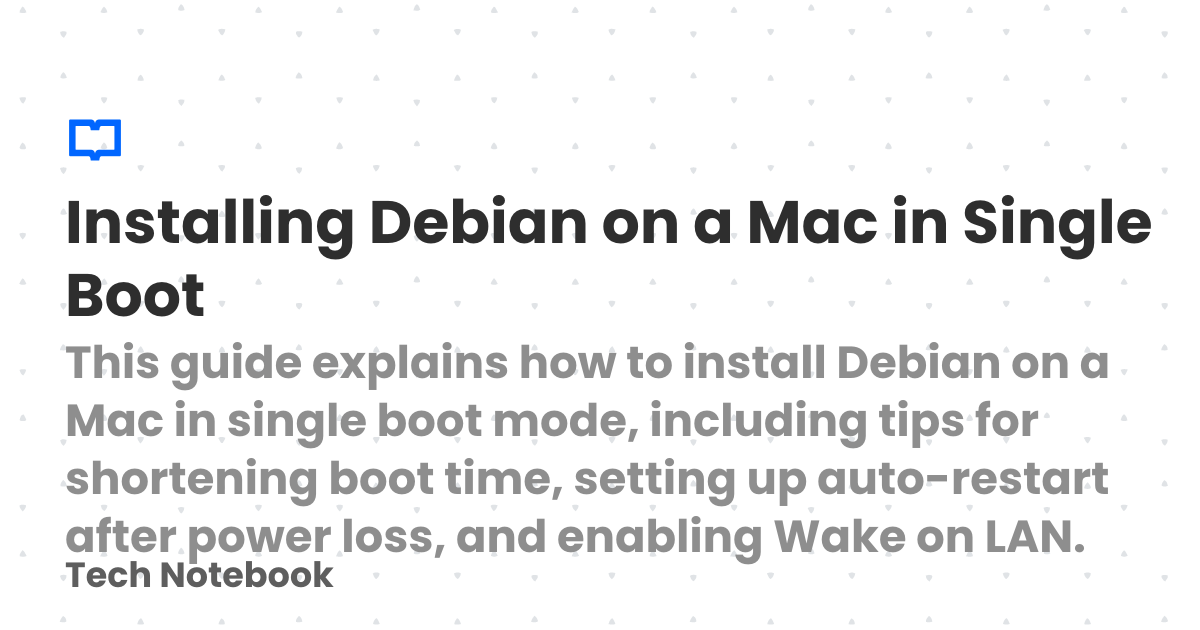 Installing Debian on a Mac in Single
Boot
This guide explains how to install Debian on a
Mac in single boot mode, including tips for
shortening boot time, setting up auto-restart
after power loss, and enabling Wake on LAN.
Tech Notebook